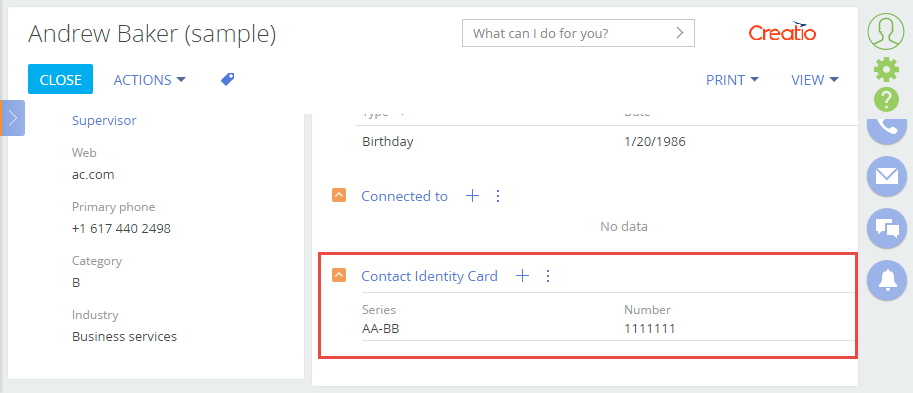 Andrew Baker (sample)
What can I do for you?
Creatio
CLOSE
ACTIONS
PRINT
VIEW
Supervisor
Web
ac.com
Primary phone
+1 617 440 2498
Category
B
Industry
Business services
Type Date
Birthday 1/20/1986
Connected to
No data
Contact Identity Card
Series Number
AA-BB 1111111
?